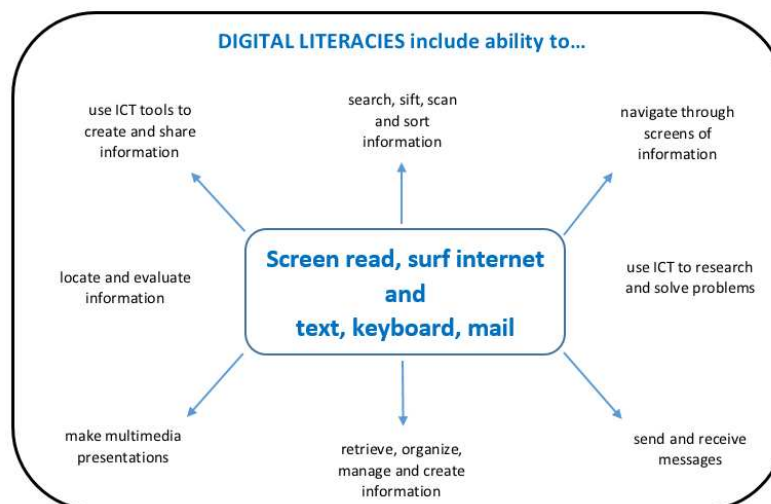 DIGITAL LITERACIES include ability to…
use ICT tools to
create and share
information
search, sift, scan
and sort
information
navigate through
screens of
information
locate and evaluate
information
Screen read, surf internet
and
text, keyboard, mail
use ICT to research
and solve problems
make multimedia
presentations
retrieve, organize,
manage and create
information
send and receive
messages